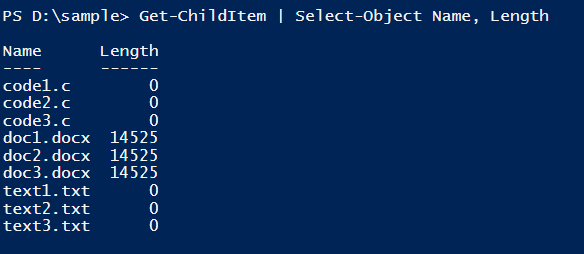 PS D:\sample> Get-ChildItem | Select-Object Name, Length
Name Length
---- ------
code1.c 0
code2.c 0
code3.c 0
doc1.docx 14525
doc2.docx 14525
doc3.docx 14525
text1.txt 0
text2.txt 0
text3.txt 0